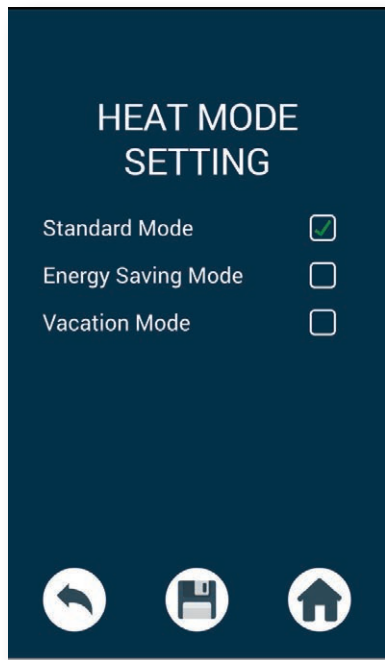 HEAT MODE
SETTING
Standard Mode
Energy Saving Mode
Vacation Mode